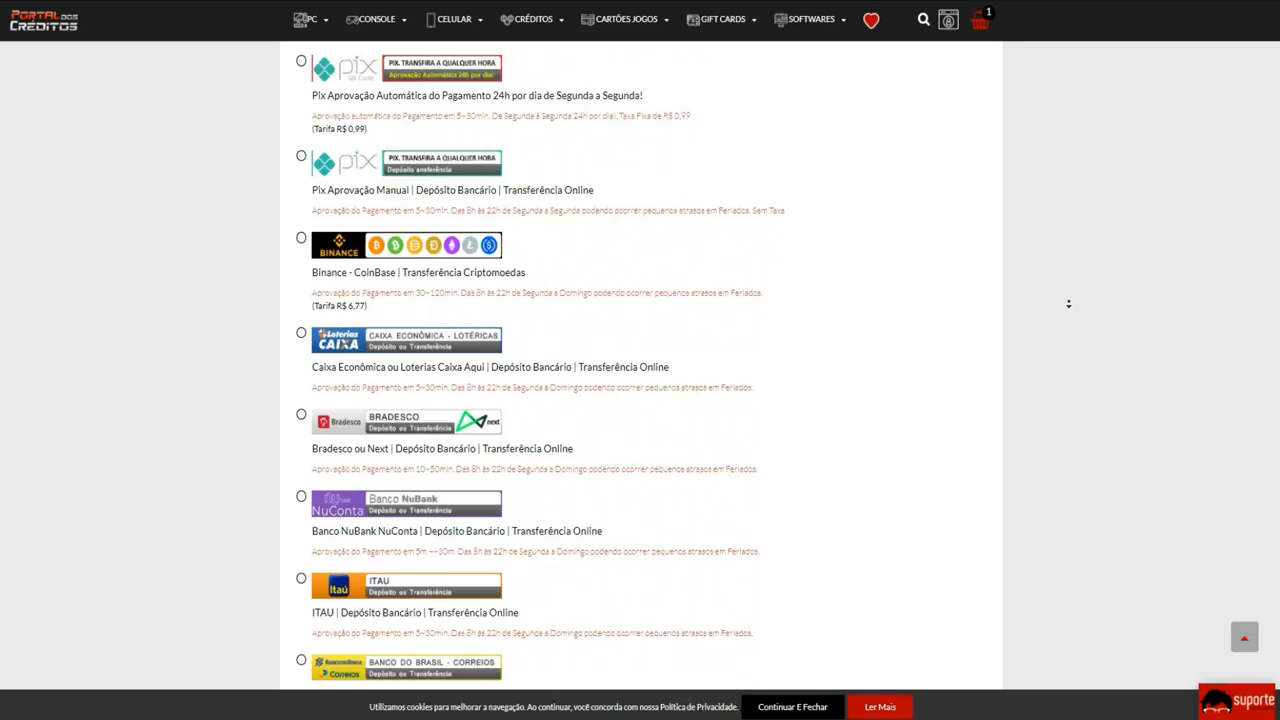 PORTAL DOS
CRÉDITOS
PC
CONSOLE
CELULAR
CRÉDITOS
CARTÕES JOGOS
GIFT CARDS
SOFTWARES
1
pix
QR Code
PIX. TRANSFIRA A QUALQUER HORA
Aprovação Automática 24h por dia!
Pix Aprovação Automática do Pagamento 24h por dia de Segunda a Segunda!
Aprovação automática do Pagamento em 5~30min. De Segunda à Segunda 24h por dia!. Taxa Fixa de R$ 0,99
(Tarifa R$ 0,99)
pix
PIX. TRANSFIRA A QUALQUER HORA
Pix Aprovação Manual | Depósito Bancário | Transferência Online
Aprovação do Pagamento em 5~30min. Das 8h às 22h de Segunda a Segunda podendo ocorrer pequenos atrasos em Feriados. Sem Taxa
BINANCE
Binance - CoinBase | Transferência Criptomoedas
Aprovação do Pagamento em 30~120min. Das 8h às 22h de Segunda a Domingo podendo ocorrer pequenos atrasos em Feriados.
(Tarifa R$ 6,77)
Loterias
CAIXA
CAIXA ECONÔMICA - LOTÉRICAS
Depósito ou Transferência
Caixa Econômica ou Loterias Caixa Aqui | Depósito Bancário | Transferência Online
Aprovação do Pagamento em 5~30min. Das 8h às 22h de Segunda a Domingo podendo ocorrer pequenos atrasos em Feriados.
Bradesco
BRADESCO
Depósito ou Transferência
next
Bradesco ou Next | Depósito Bancário | Transferência Online
Aprovação do Pagamento em 10~50min. Das 8h às 22h de Segunda a Domingo podendo ocorrer pequenos atrasos em Feriados.
NuConta
Banco NuBank
Depósito ou Transferência
Banco NuBank NuConta | Depósito Bancário | Transferência Online
Aprovação do Pagamento em 5m ~~30m. Das 8h às 22h de Segunda a Domingo podendo ocorrer pequenos atrasos em Feriados.
Itaú
ITAU
Depósito ou Transferência
ITAU | Depósito Bancário | Transferência Online
Aprovação do Pagamento em 5~30min. Das 8h às 22h de Segunda a Domingo podendo ocorrer pequenos atrasos em Feriados.
Correios
BANCO DO BRASIL - CORREIOS
Depósito ou Transferência
Utilizamos cookies para melhorar a navegação. Ao continuar, você concorda com nossa Política de Privacidade.
Continuar E Fechar
Ler Mais
suporte